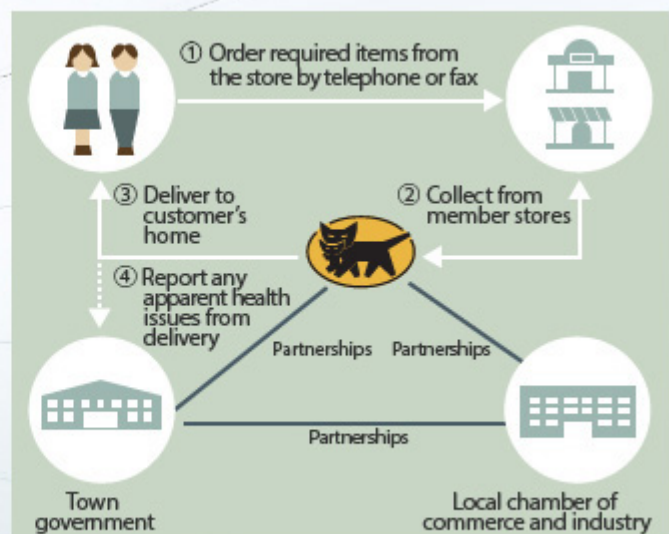 ① Order required items from
the store by telephone or fax
③ Deliver to
customer's
home
② Collect from
member stores
④ Report any
apparent health
issues from
delivery
Partnerships
Partnerships
Partnerships
Town
government
Local chamber of
commerce and industry